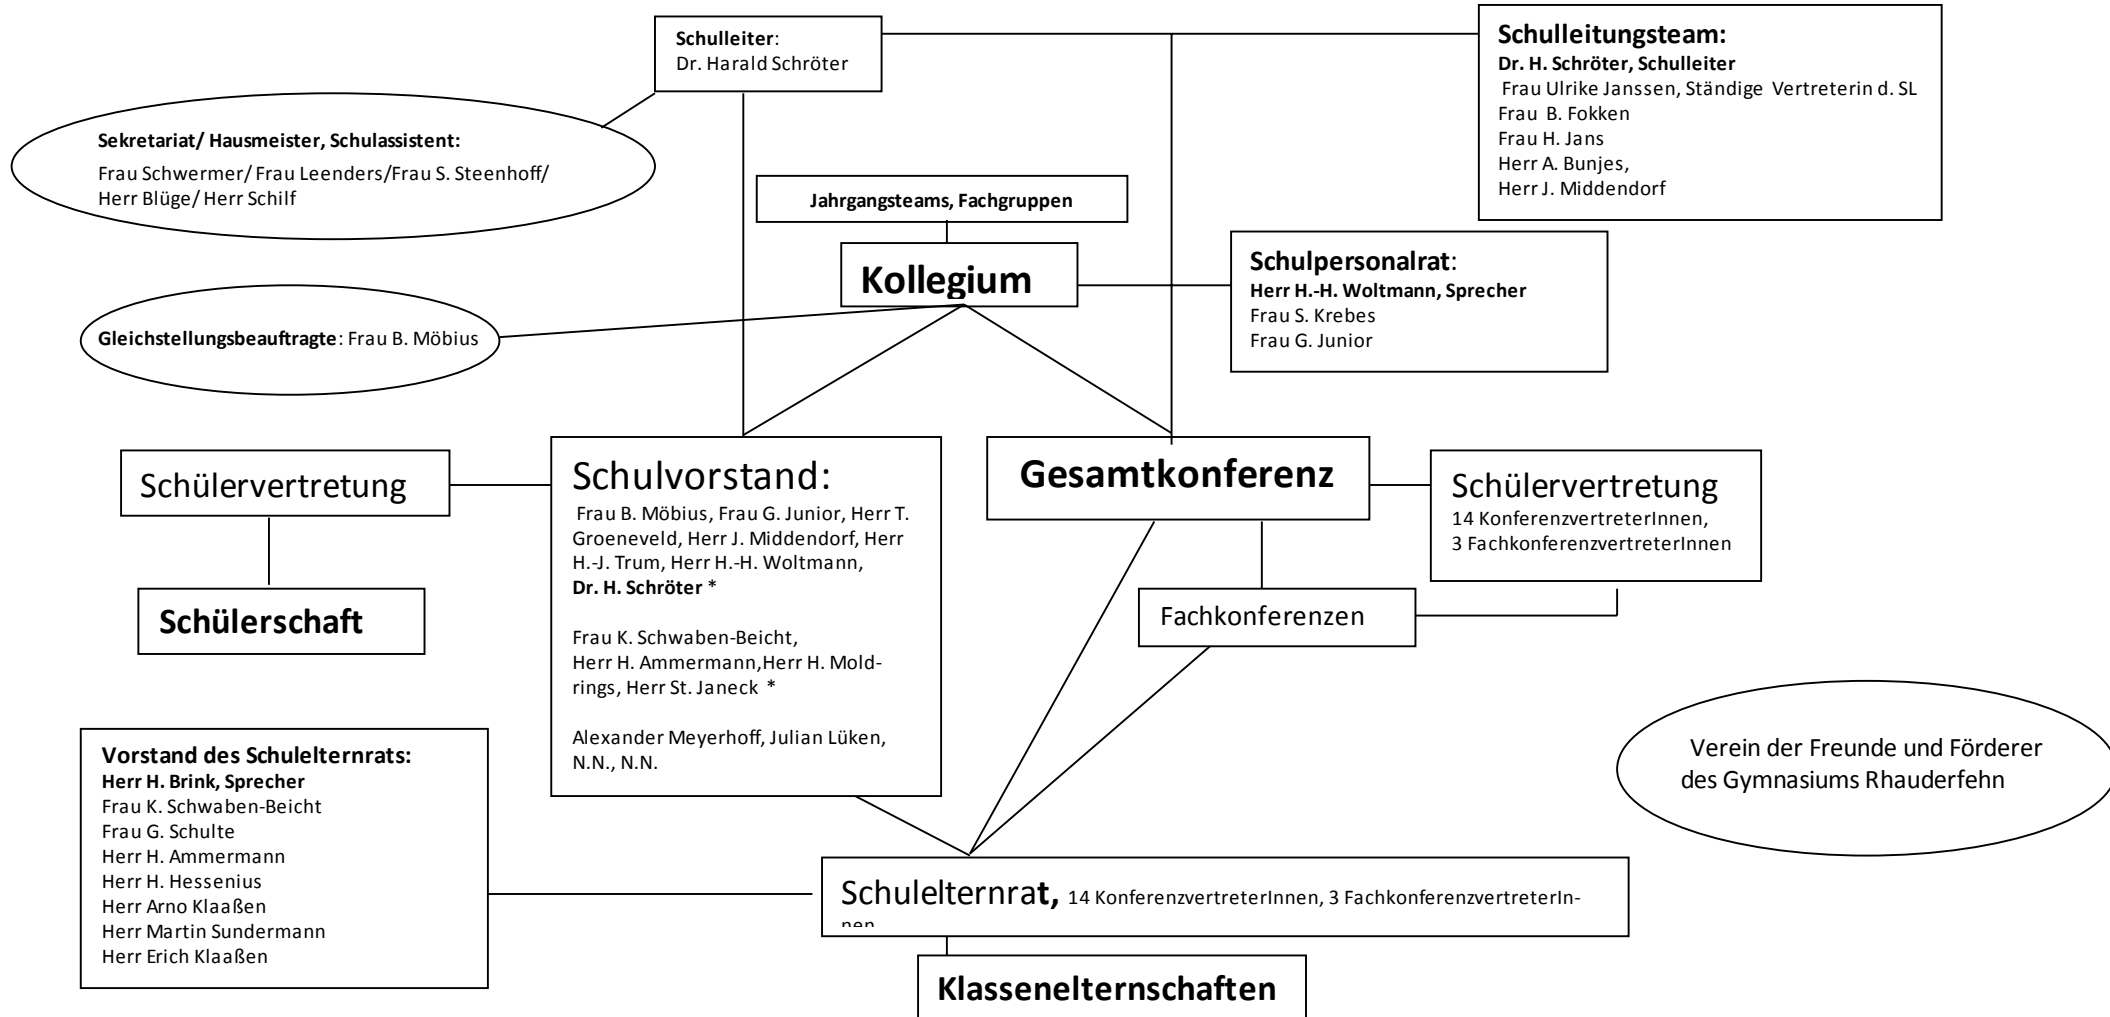 Schulleiter:
Dr. Harald Schröter
Schulleitungsteam:
Dr. H. Schröter, Schulleiter
Frau Ulrike Janssen, Ständige Vertreterin d. SL
Frau B. Fokken
Frau H. Jans
Herr A. Bunjes,
Herr J. Middendorf
Sekretariat/ Hausmeister, Schulassistent:
Frau Schwermer/ Frau Leenders/Frau S. Steenhoff/
Herr Blüge/ Herr Schilf
Jahrgangsteams, Fachgruppen
Kollegium
Schulpersonalrat:
Herr H.-H. Woltmann, Sprecher
Frau S. Krebes
Frau G. Junior
Gleichstellungsbeauftragte: Frau B. Möbius
Schülervertretung
Schülerschaft
Schulvorstand:
Frau B. Möbius, Frau G. Junior, Herr T.
Groeneveld, Herr J. Middendorf, Herr
H.-J. Trum, Herr H.-H. Woltmann,
Dr. H. Schröter *
Frau K. Schwaben-Beicht,
Herr H. Ammermann,Herr H. Mold-
rings, Herr St. Janeck *
Alexander Meyerhoff, Julian Lüken,
N.N., N.N.
Gesamtkonferenz
Schülervertretung
14 KonferenzvertreterInnen,
3 FachkonferenzvertreterInnen
Fachkonferenzen
Verein der Freunde und Förderer
des Gymnasiums Rhauderfehn
Vorstand des Schulelternrats:
Herr H. Brink, Sprecher
Frau K. Schwaben-Beicht
Frau G. Schulte
Herr H. Ammermann
Herr H. Hessenius
Herr Arno Klaaßen
Herr Martin Sundermann
Herr Erich Klaaßen
Schulelternrat, 14 KonferenzvertreterInnen, 3 FachkonferenzvertreterIn-
nen
Klassenelternschaften